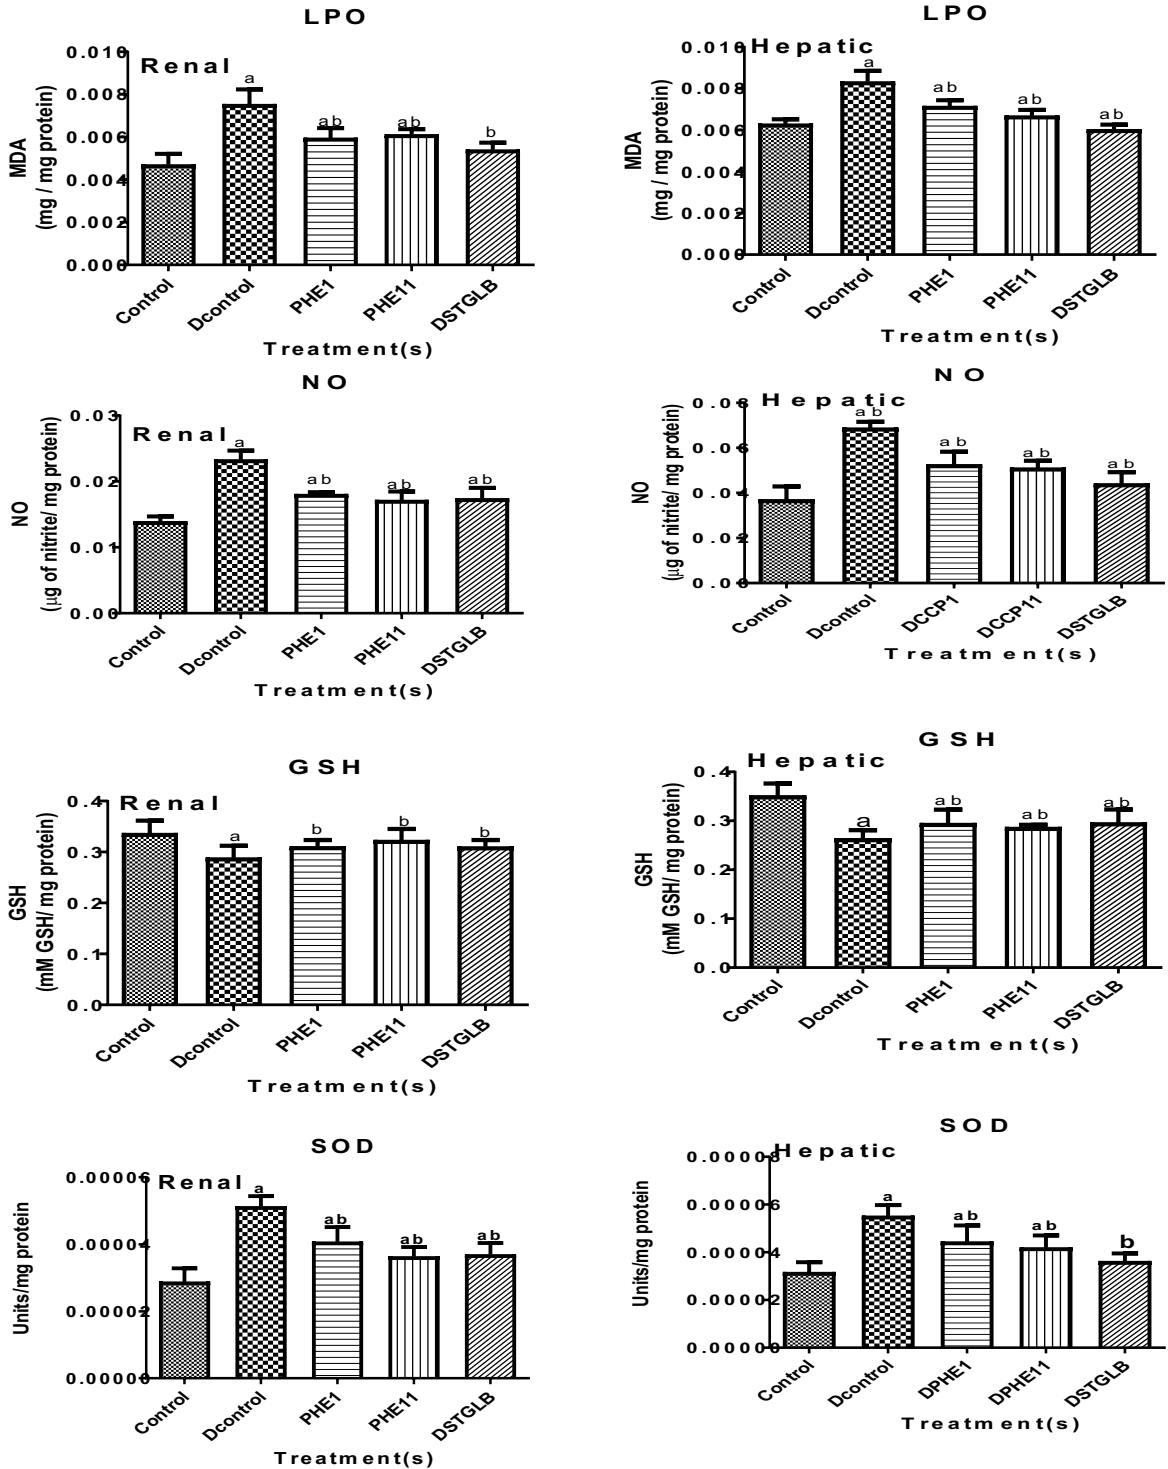 LPO
Renal
MDA
(mg / mg protein)
0.010
0.008
0.006
0.004
0.002
0.000
a
ab
ab
b
Control
Dcontrol
PHE1
PHE11
DSTGLB
Treatment(s)
LPO
Hepatic
MDA
(mg / mg protein)
0.010
0.008
0.006
0.004
0.002
0.000
a
ab
ab
ab
Control
Dcontrol
PHE1
PHE11
DSTGLB
Treatment(s)
NO
Renal
NO
(µg of nitrite/ mg protein)
0.03
0.02
0.01
0.00
a
ab
ab
ab
Control
Dcontrol
PHE1
PHE11
DSTGLB
Treatment(s)
NO
Hepatic
NO
(µg of nitrite/ mg protein)
0.08
0.06
0.04
0.02
0.00
ab
ab
ab
ab
Control
Dcontrol
DCCP1
DCCP11
DSTGLB
Treatment(s)
GSH
Renal
GSH
(mM GSH/ mg protein)
0.4
0.3
0.2
0.1
0.0
a
b
b
b
Control
Dcontrol
PHE1
PHE11
DSTGLB
Treatment(s)
GSH
Hepatic
GSH
(mM GSH/ mg protein)
0.4
0.3
0.2
0.1
0.0
a
ab
ab
ab
Control
Dcontrol
PHE1
PHE11
DSTGLB
Treatment(s)
SOD
Renal
Units/mg protein
0.00006
0.00004
0.00002
0.00000
a
ab
ab
ab
Control
Dcontrol
PHE1
PHE11
DSTGLB
Treatment(s)
SOD
Hepatic
Units/mg protein
0.00008
0.00006
0.00004
0.00002
0.00000
a
ab
ab
b
Control
Dcontrol
DPHE1
DPHE11
DSTGLB
Treatment(s)